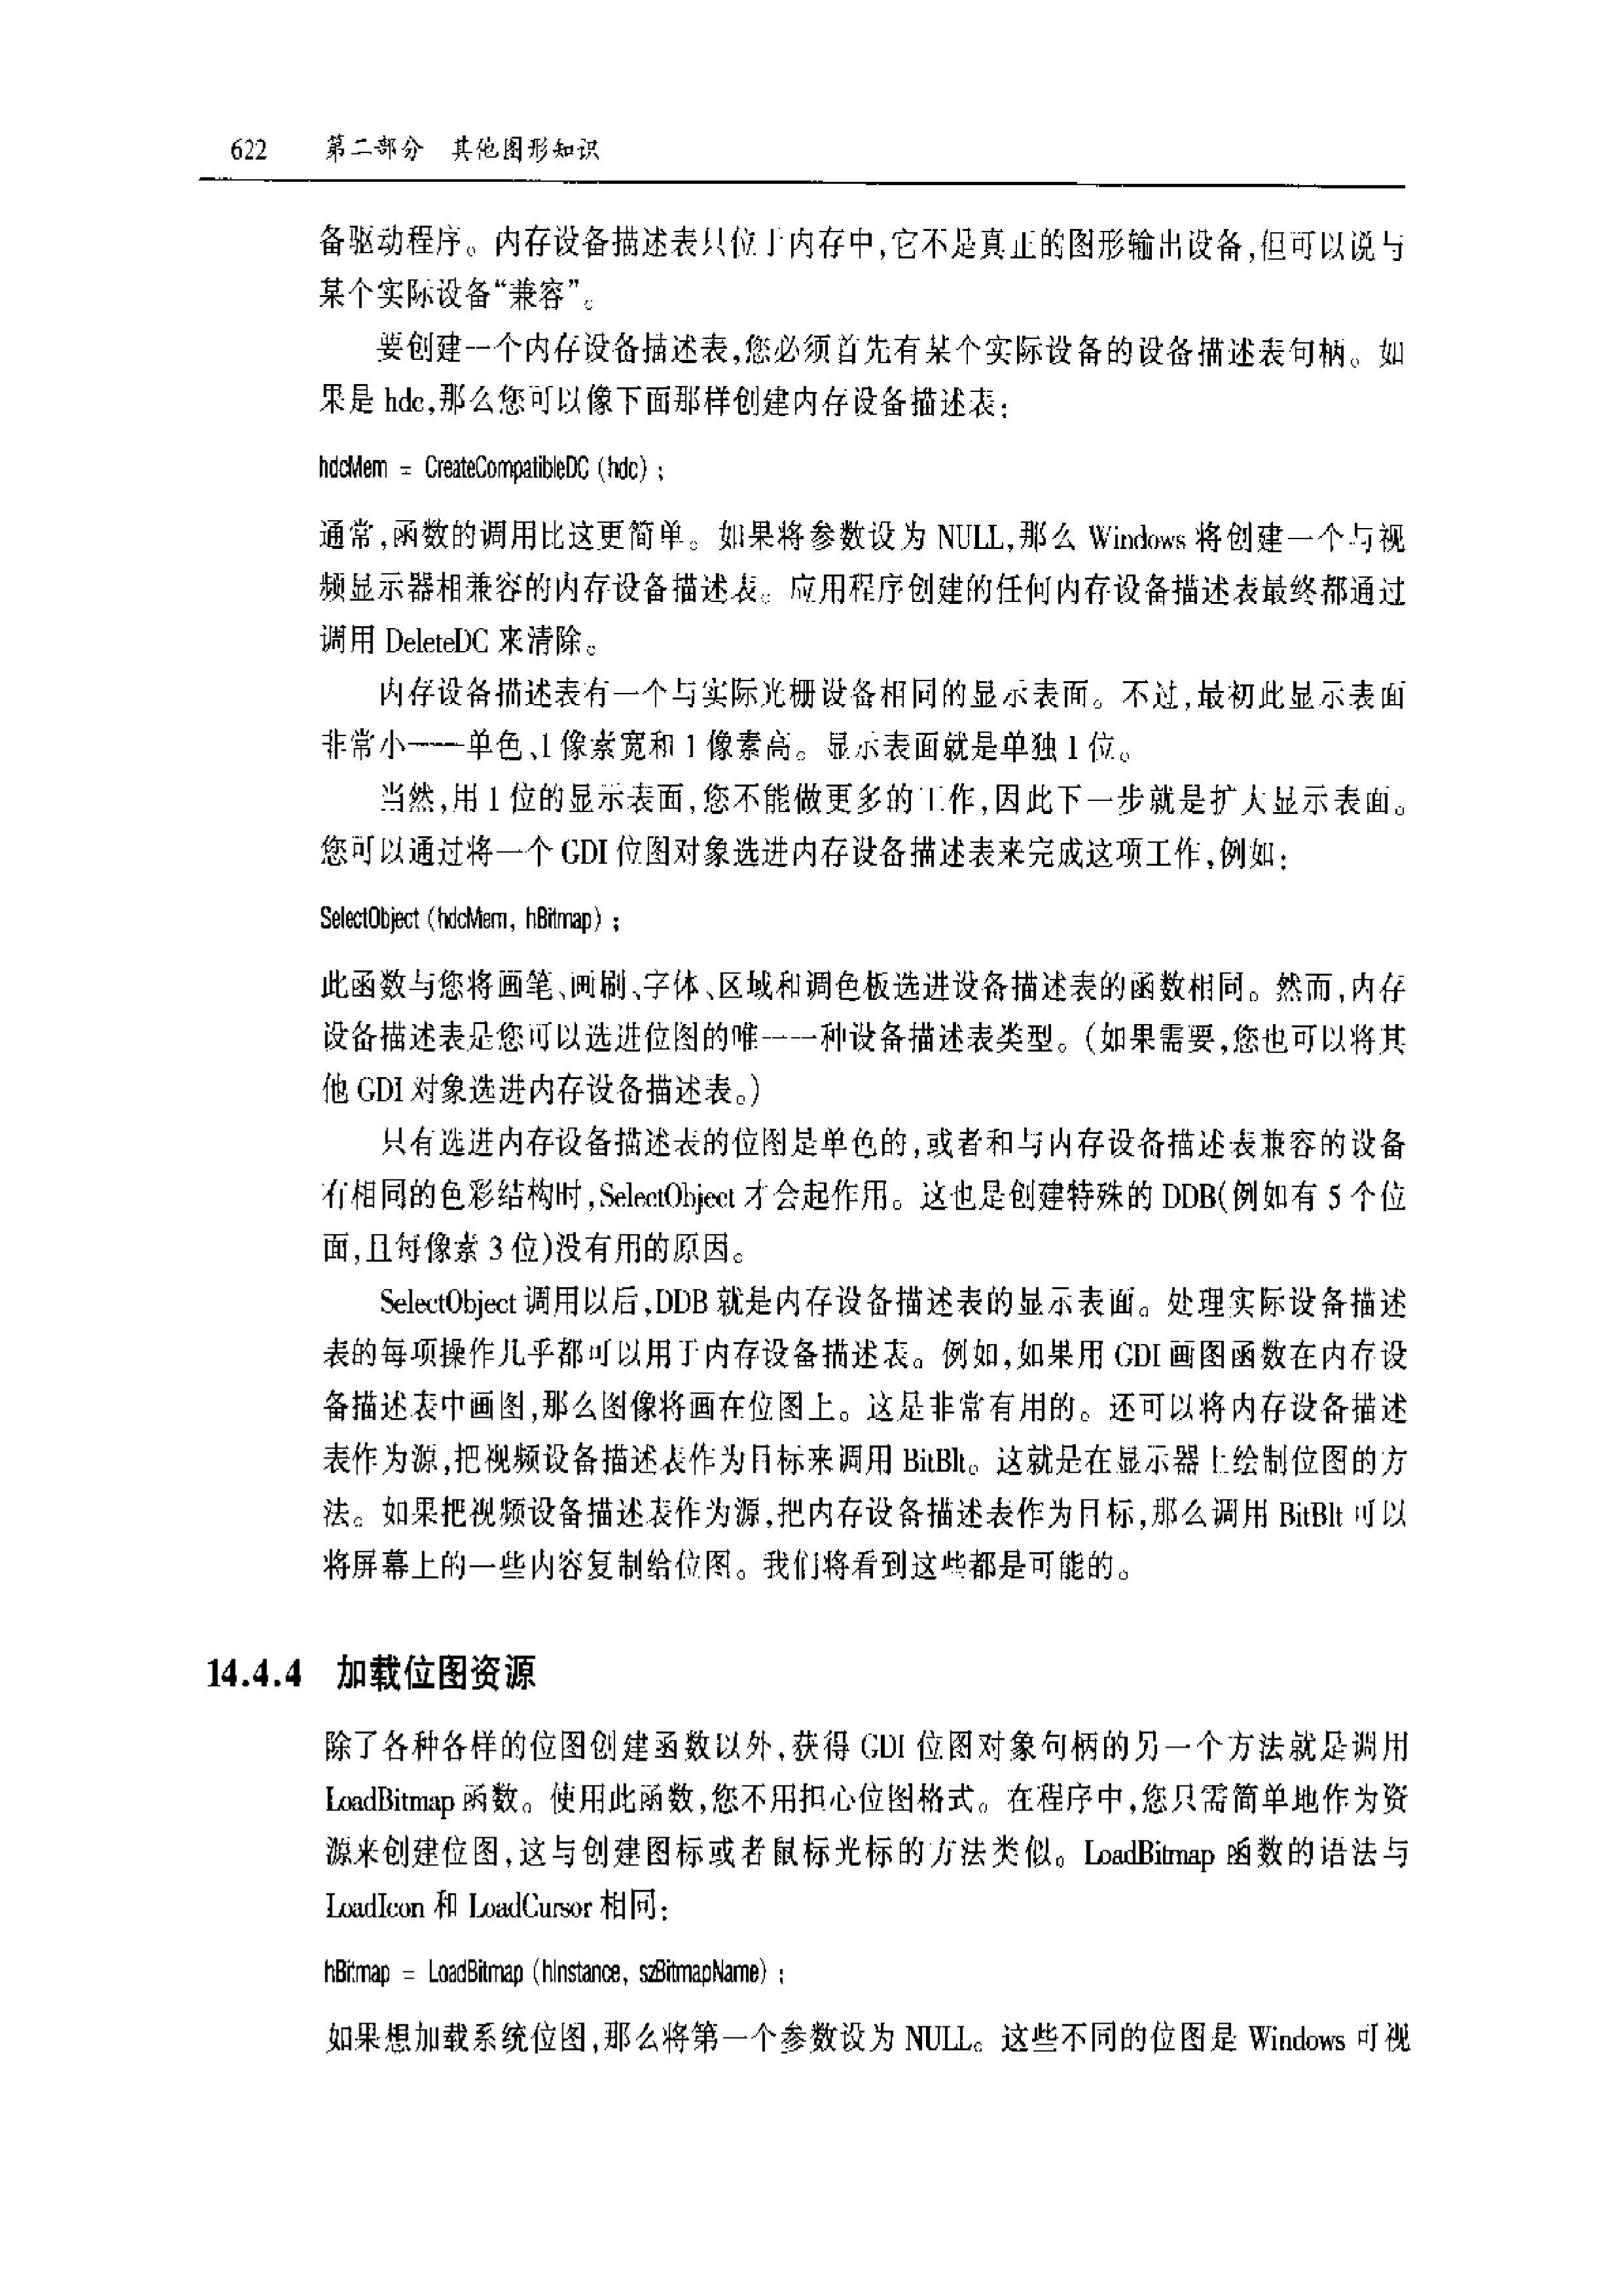 622 第二部分 其他图形知识
备驱动程序。内存设备描述表只位于内存中,它不是真正的图形输出设备,但可以说与
某个实际设备“兼容”。
要创建一个内存设备描述表,您必须首先有某个实际设备的设备描述表句柄。如
果是 hdc,那么您可以像下面那样创建内存设备描述表:
hdcMem = CreateCompatibleDC (hdc) ;
通常,函数的调用比这更简单。如果将参数设为 NULL,那么 Windows 将创建一个与视
频显示器相兼容的内存设备描述表。应用程序创建的任何内存设备描述表最终都通过
调用 DeleteDC 来清除。
内存设备描述表有一个与实际光栅设备相同的显示表面。不过,最初此显示表面
非常小——单色、1 像素宽和 1 像素高。显示表面就是单独 1 位。
当然,用 1 位的显示表面,您不能做更多的工作,因此下一步就是扩大显示表面。
您可以通过将一个 GDI 位图对象选进内存设备描述表来完成这项工作,例如:
SelectObject (hdcMem, hBitmap) ;
此函数与您将画笔、画刷、字体、区域和调色板选进设备描述表的函数相同。然而,内存
设备描述表是您可以选进位图的唯一一种设备描述表类型。(如果需要,您也可以将其
他 GDI 对象选进内存设备描述表。)
只有选进内存设备描述表的位图是单色的,或者和与内存设备描述表兼容的设备
有相同的色彩结构时,SelectObject 才会起作用。这也是创建特殊的 DDB(例如有 5 个位
面,且每像素 3 位)没有用的原因。
SelectObject 调用以后,DDB 就是内存设备描述表的显示表面。处理实际设备描述
表的每项操作几乎都可以用于内存设备描述表。例如,如果用 GDI 画图函数在内存设
备描述表中画图,那么图像将画在位图上。这是非常有用的。还可以将内存设备描述
表作为源,把视频设备描述表作为目标来调用 BitBlt。这就是在显示器上绘制位图的方
法。如果把视频设备描述表作为源,把内存设备描述表作为目标,那么调用 BitBlt 可以
将屏幕上的一些内容复制给位图。我们将看到这些都是可能的。
14.4.4 加载位图资源
除了各种各样的位图创建函数以外,获得 GDI 位图对象句柄的另一个方法就是调用
LoadBitmap 函数。使用此函数,您不用担心位图格式。在程序中,您只需简单地作为资
源来创建位图,这与创建图标或者鼠标光标的方法类似。LoadBitmap 函数的语法与
LoadIcon 和 LoadCursor 相同:
hBitmap = LoadBitmap (hInstance, szBitmapName) ;
如果想加载系统位图,那么将第一个参数设为 NULL。这些不同的位图是 Windows 可视